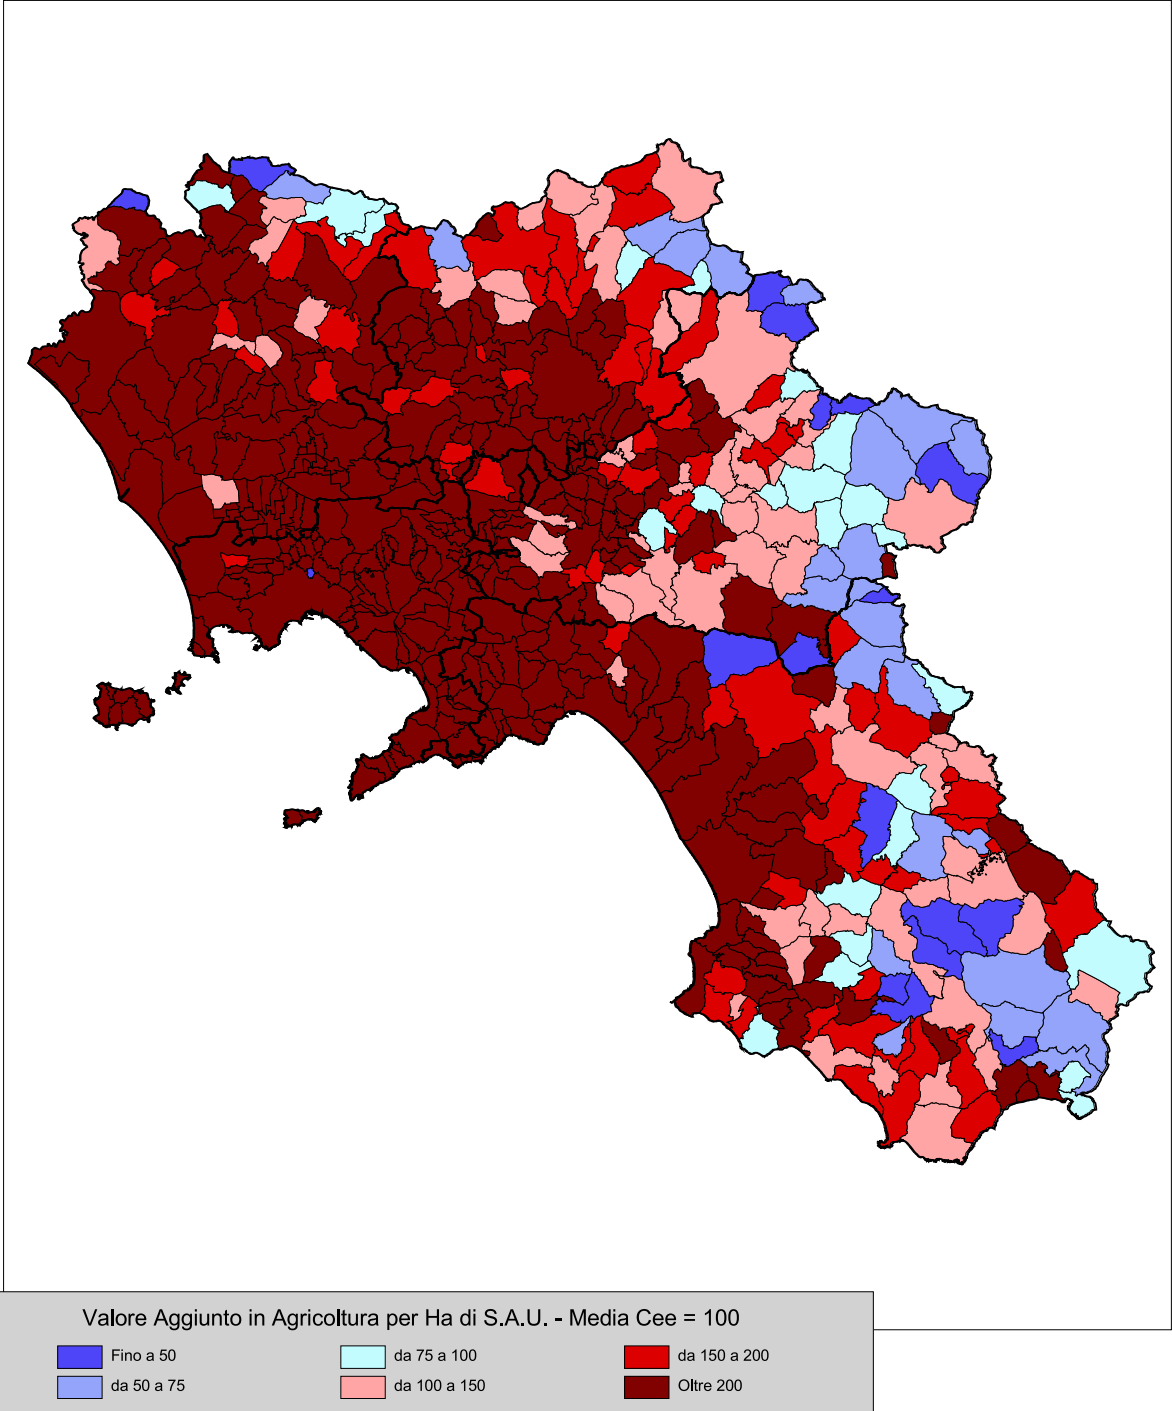 Valore Aggiunto in Agricoltura per Ha di S.A.U. - Media Cee = 100
Fino a 50
da 75 a 100
da 150 a 200
da 50 a 75
da 100 a 150
Oltre 200